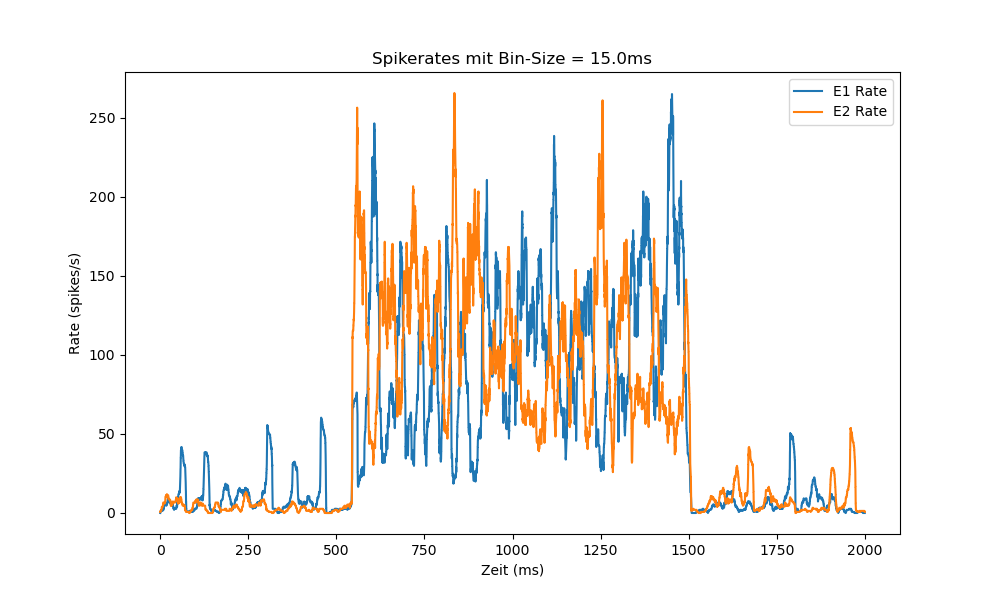 Spikerates mit Bin-Size = 15.0ms
E1 Rate
E2 Rate
Rate (spikes/s)
250
200
150
100
50
0
0 250 500 750 1000 1250 1500 1750 2000
Zeit (ms)